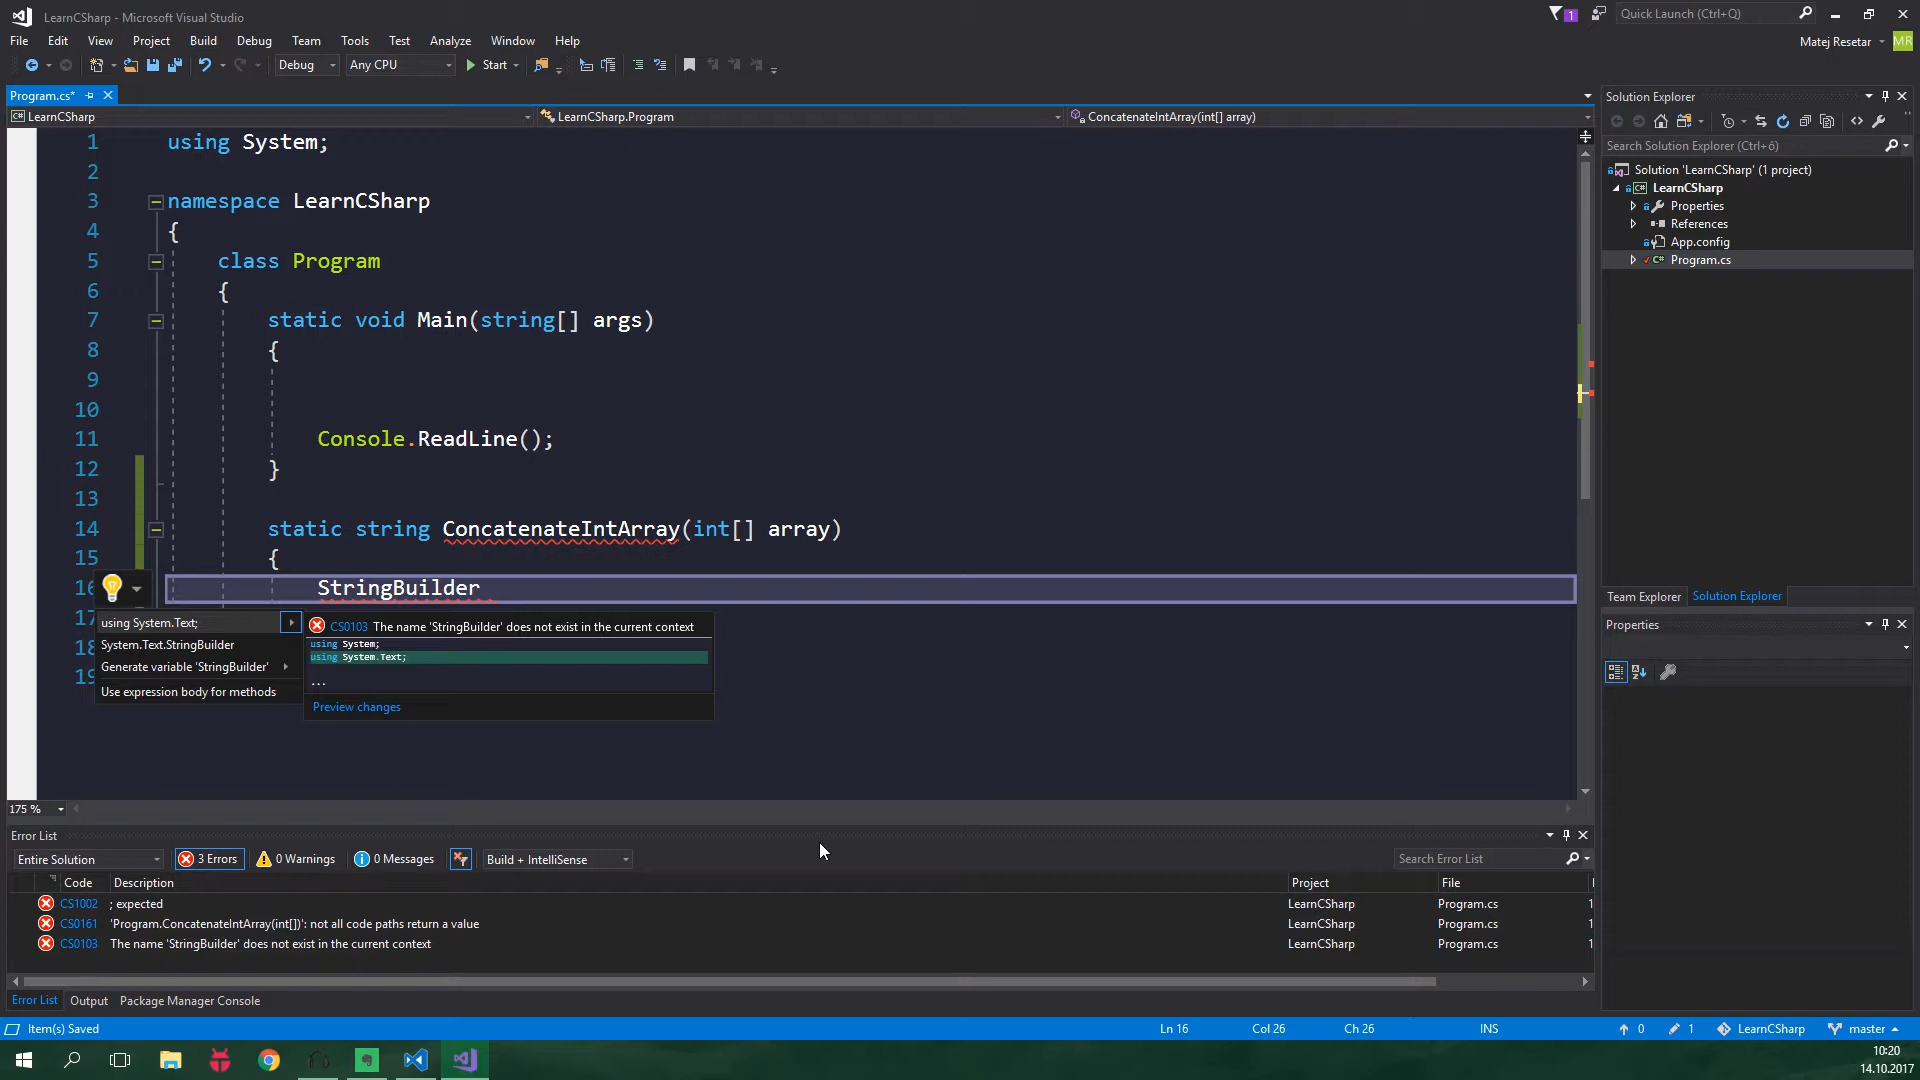 LearnCSharp - Microsoft Visual Studio
1
Quick Launch (Ctrl+Q)
File Edit View Project Build Debug Team Tools Test Analyze Window Help
Matej Resetar
MR
Debug
Any CPU
Start
Program.cs*
LearnCSharp
LearnCSharp.Program
ConcatenateIntArray(int[] array)
1 using System;
2
3 namespace LearnCSharp
4 {
5 class Program
6 {
7 static void Main(string[] args)
8 {
9
10
11 Console.ReadLine();
12 }
13
14 static string ConcatenateIntArray(int[] array)
15 {
16 StringBuilder
17
18
19
using System.Text;
System.Text.StringBuilder
Generate variable 'StringBuilder'
Use expression body for methods
CS0103 The name 'StringBuilder' does not exist in the current context
using System;
using System.Text;
...
Preview changes
175 %
Solution Explorer
Search Solution Explorer (Ctrl+ô)
Solution 'LearnCSharp' (1 project)
LearnCSharp
Properties
References
App.config
Program.cs
Team Explorer Solution Explorer
Properties
Error List
Entire Solution
3 Errors
0 Warnings
0 Messages
Build + IntelliSense
Search Error List
Code Description Project File
CS1002 ; expected LearnCSharp Program.cs 1
CS0161 'Program.ConcatenateIntArray(int[])': not all code paths return a value LearnCSharp Program.cs 1
CS0103 The name 'StringBuilder' does not exist in the current context LearnCSharp Program.cs 1
Error List Output Package Manager Console
Item(s) Saved
Ln 16
Col 26
Ch 26
INS
0
1
LearnCSharp
master
10:20
14.10.2017